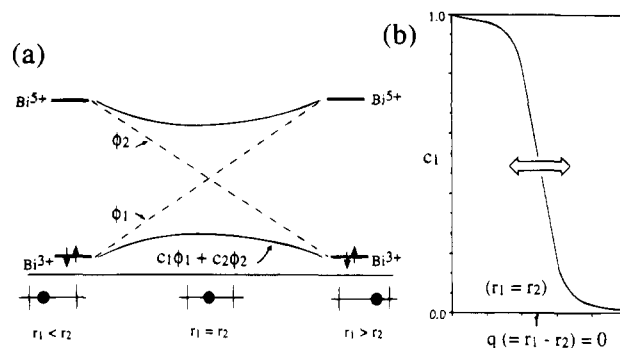 (a)
Bi5+
Bi5+
ϕ2
ϕ1
Bi3+
c1ϕ1 + c2ϕ2
Bi3+
r1 < r2
r1 = r2
r1 > r2
(b)
1.0
c1
(r1 = r2)
0.0
q (= r1 - r2) = 0